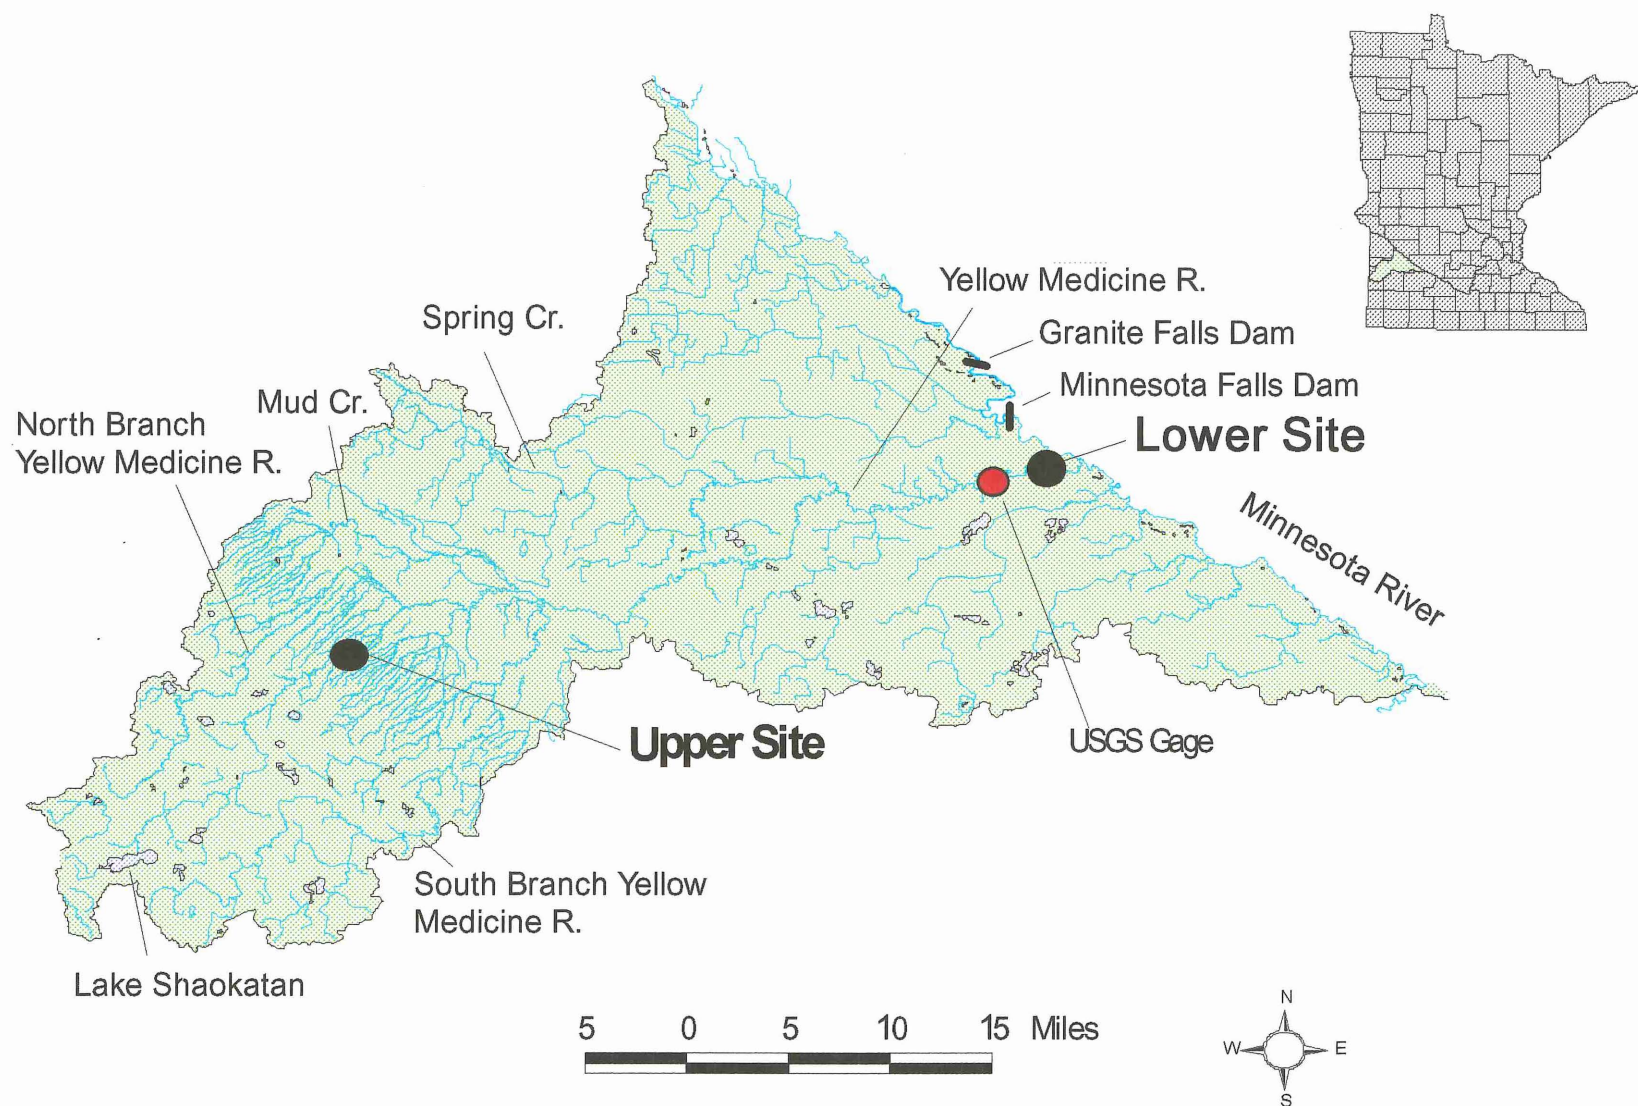 Yellow Medicine R.
Spring Cr.
Granite Falls Dam
Minnesota Falls Dam
Mud Cr.
North Branch
Yellow Medicine R.
Lower Site
Minnesota River
Upper Site
USGS Gage
South Branch Yellow
Medicine R.
Lake Shaokatan
5 0 5 10 15 Miles
N
W E
S